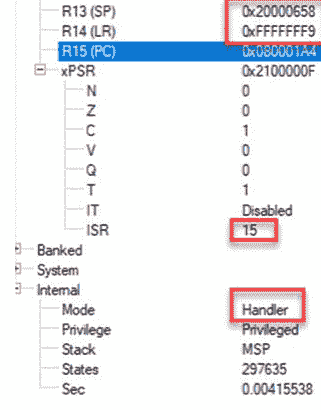 R13 (SP) 0x20000658
R14 (LR) 0xFFFFFFF9
R15 (PC) 0x080001A4
xPSR 0x2100000F
N 0
Z 0
C 1
V 0
Q 0
T 1
IT Disabled
ISR 15
Banked
System
Internal
Mode Handler
Privilege Privileged
Stack MSP
States 297635
Sec 0.00415538